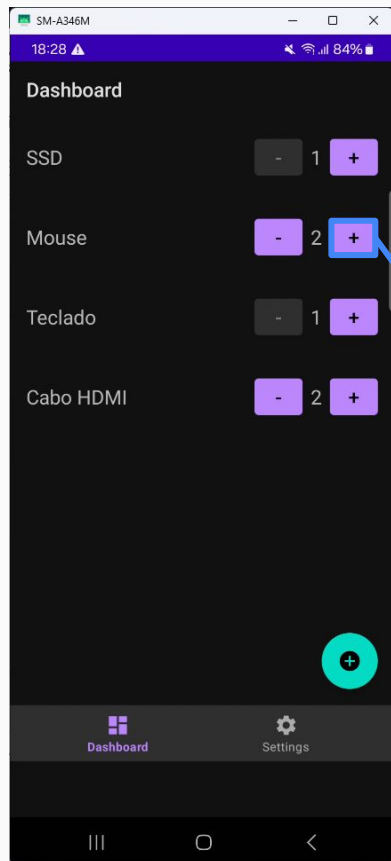 SM-A346M
18:28 84%
Dashboard
SSD - 1 +
Mouse - 2 +
Teclado - 1 +
Cabo HDMI - 2 +
Dashboard Settings